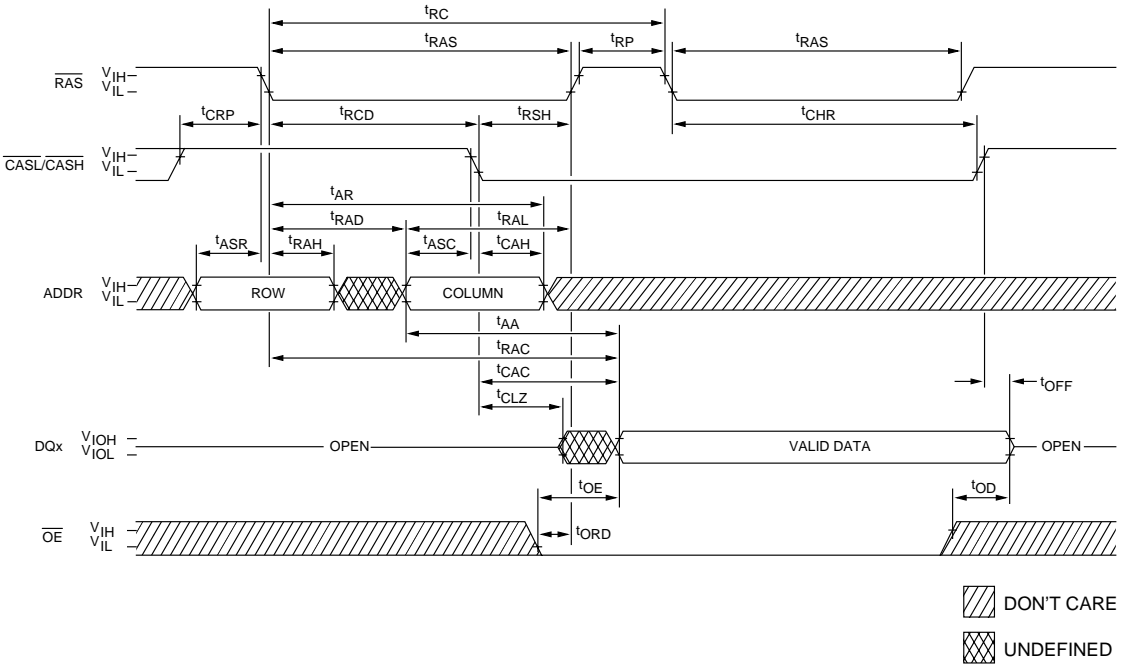 tRC
tRAS tRP tRAS
RAS VIH
VIL
tCRP tRCD tRSH tCHR
CASL/CASH VIH
VIL
tAR
tRAD tRAL
tASR tRAH tASC tCAH
ADDR VIH
VIL
ROW COLUMN
tAA
tRAC
tCAC
tOFF
tCLZ
DQx VIOH
VIOL
OPEN VALID DATA OPEN
tOE tOD
OE VIH
VIL
tORD
DON'T CARE
UNDEFINED